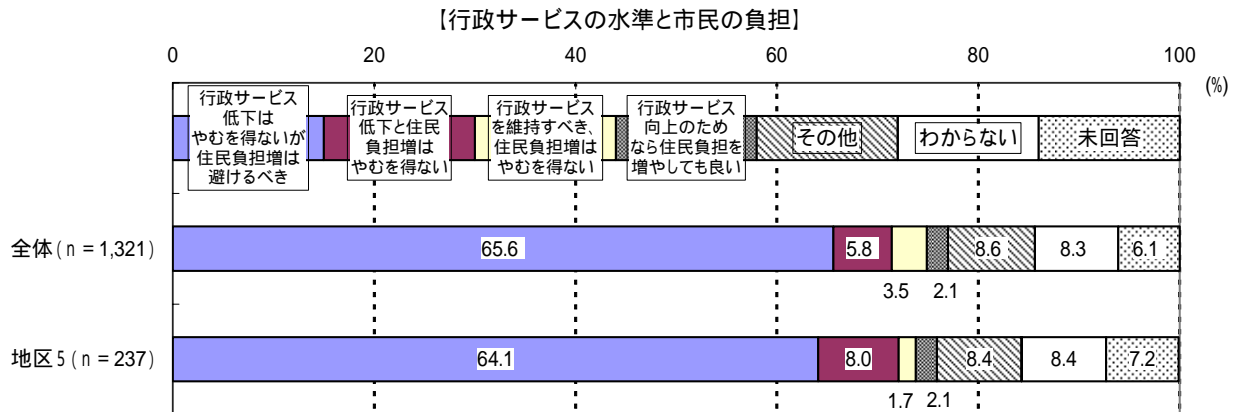 【行政サービスの水準と市民の負担】
0 20 40 60 80 100
(%)
行政サービス
低下は
やむを得ないが
住民負担増は
避けるべき
行政サービス
低下と住民
負担増は
やむを得ない
行政サービス
を維持すべき、
住民負担増は
やむを得ない
行政サービス
向上のため
なら住民負担を
増やしても良い
その他
わからない
未回答
全体(n=1,321)
65.6 5.8 8.6 8.3 6.1
3.5 2.1
地区5(n=237)
64.1 8.0 8.4 8.4 7.2
1.7 2.1